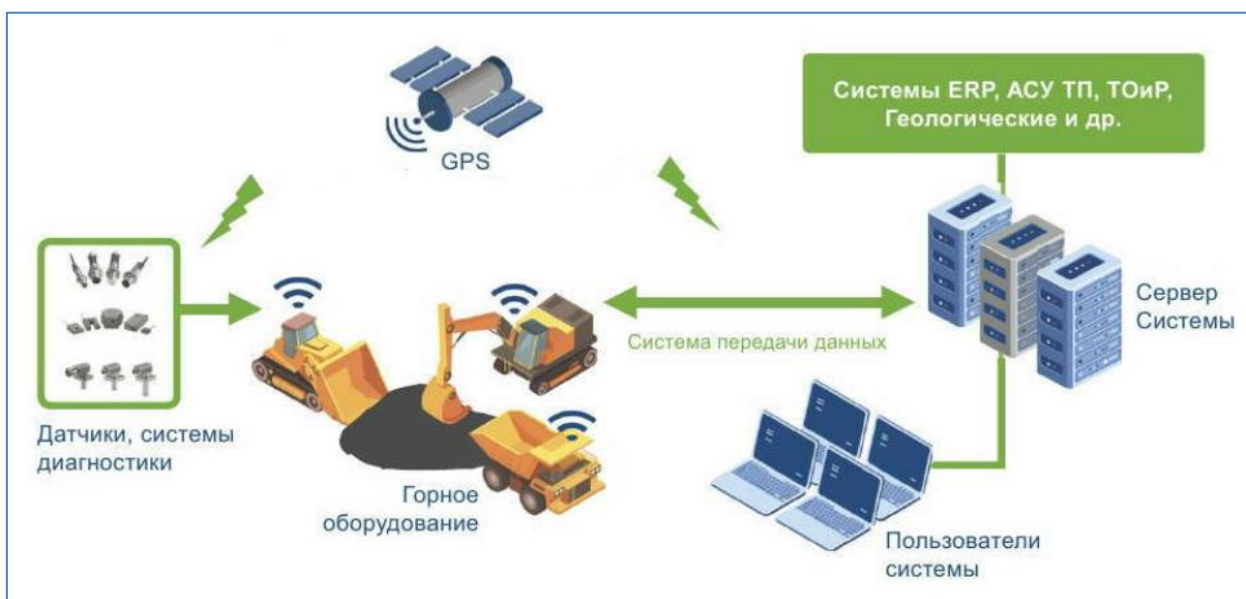 Системы ERP, АСУ ТП, ТОиР,
Геологические и др.
GPS
Сервер
Системы
Система передачи данных
Датчики, системы
диагностики
Горное
оборудование
Пользователи
системы